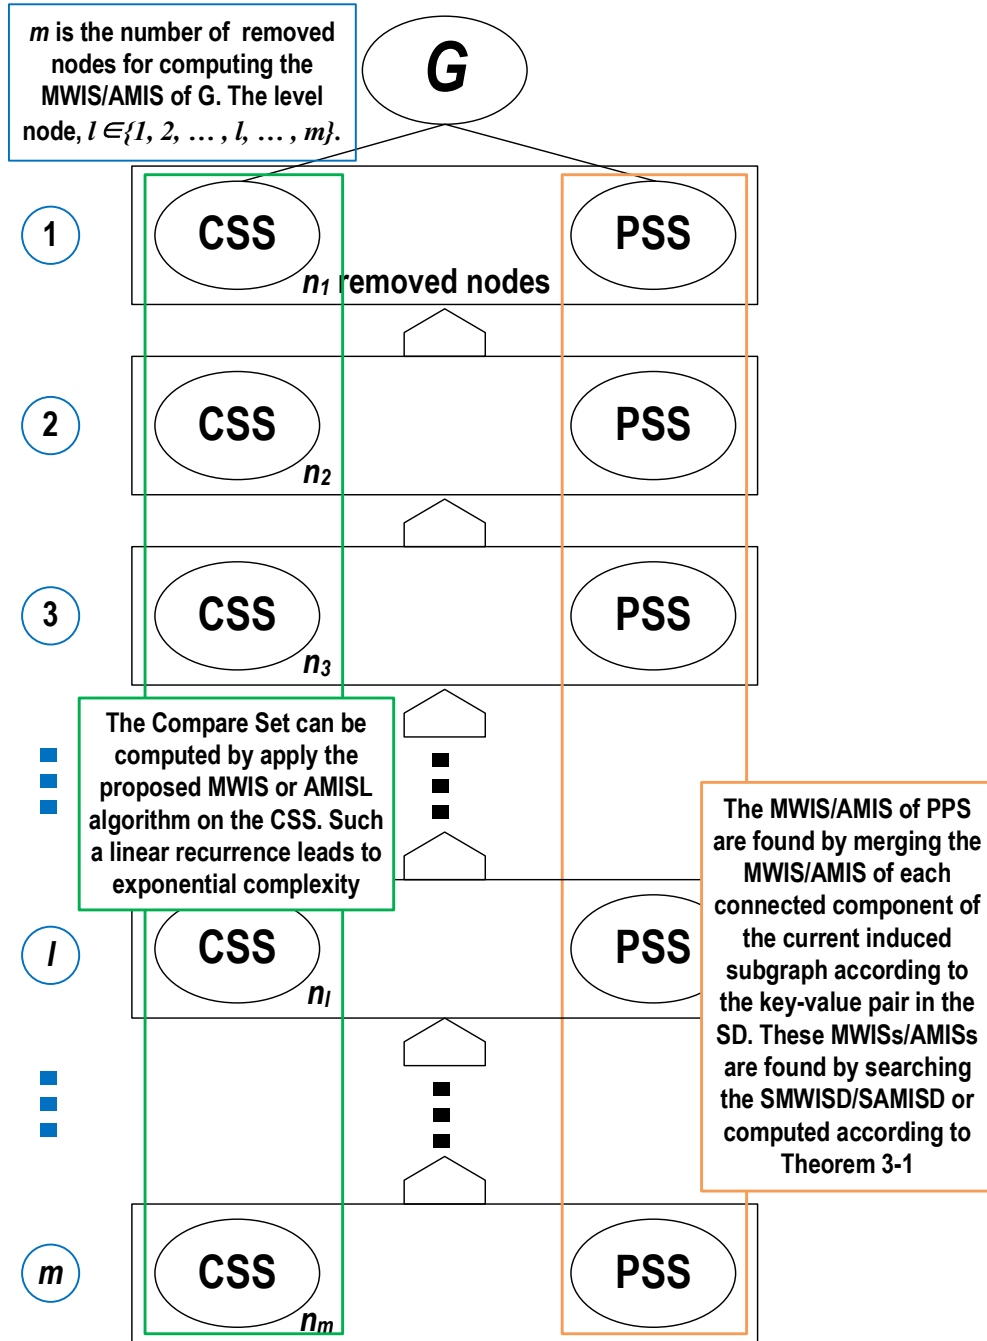 m is the number of removed
nodes for computing the
MWIS/AMIS of G. The level
node, l ∈{1, 2, … , l, … , m}.
G
1
CSS
PSS
n1 removed nodes
2
CSS
PSS
n2
3
CSS
PSS
n3
The Compare Set can be
computed by apply the
proposed MWIS or AMISL
algorithm on the CSS. Such
a linear recurrence leads to
exponential complexity
l
CSS
PSS
nl
The MWIS/AMIS of PPS
are found by merging the
MWIS/AMIS of each
connected component of
the current induced
subgraph according to
the key-value pair in the
SD. These MWISs/AMISs
are found by searching
the SMWISD/SAMISD or
computed according to
Theorem 3-1
m
CSS
PSS
nm